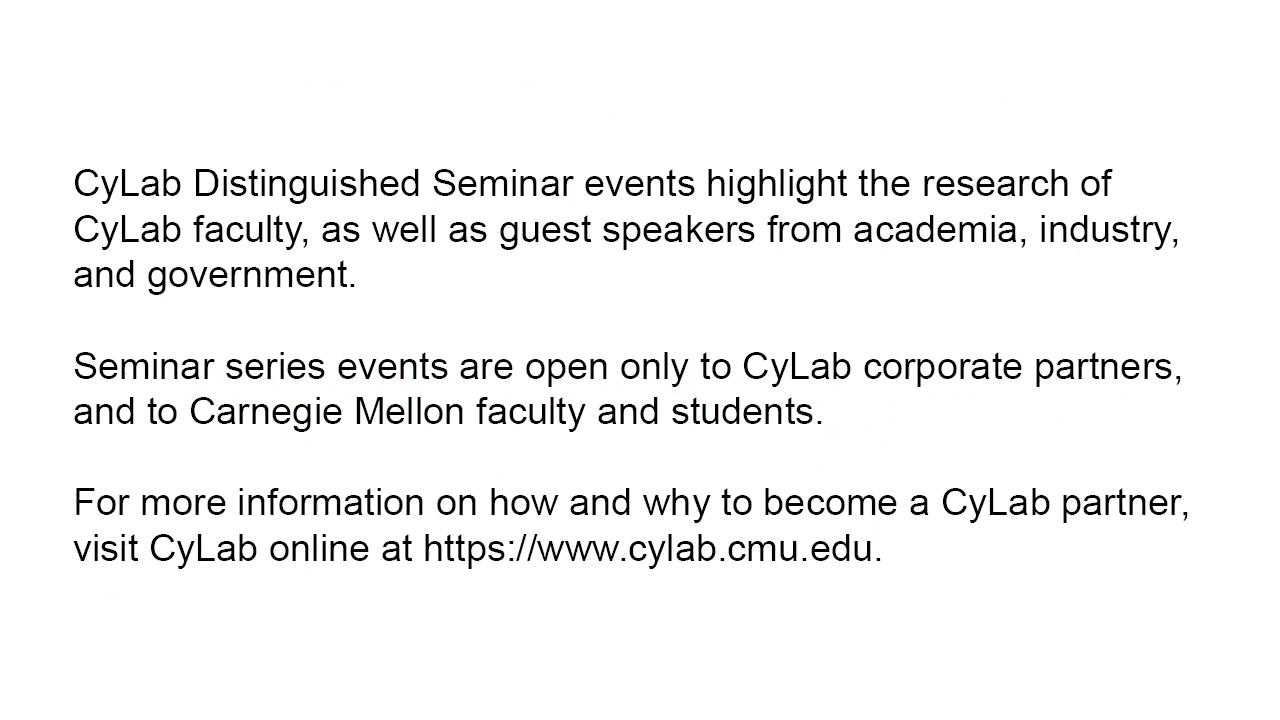 CyLab Distinguished Seminar events highlight the research of
CyLab faculty, as well as guest speakers from academia, industry,
and government.
Seminar series events are open only to CyLab corporate partners,
and to Carnegie Mellon faculty and students.
For more information on how and why to become a CyLab partner,
visit CyLab online at https://www.cylab.cmu.edu.